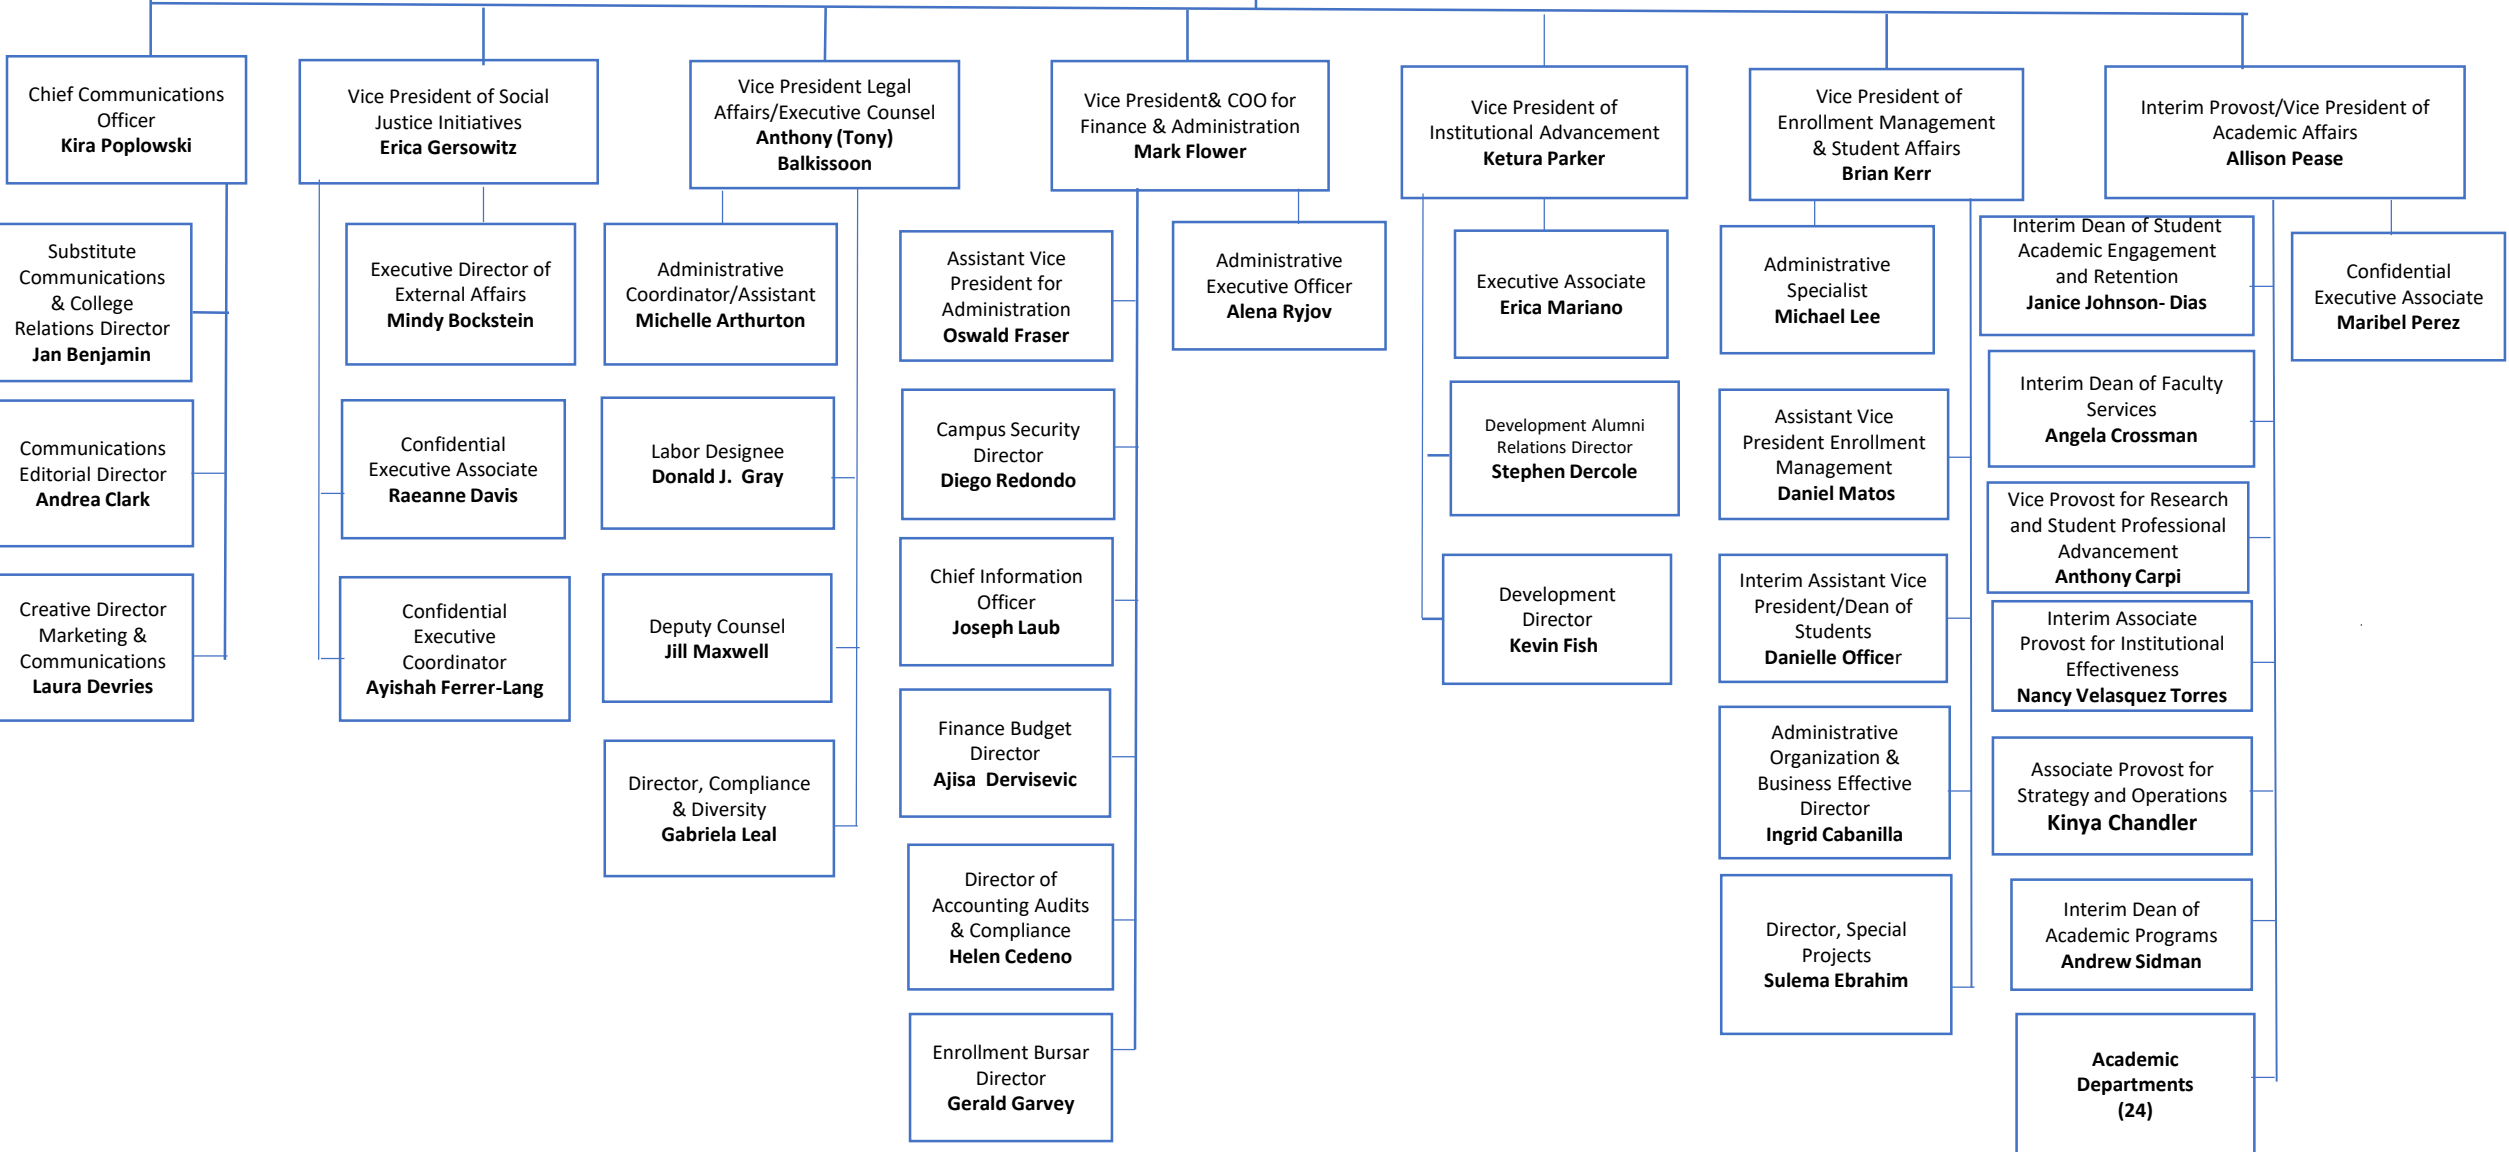 Chief Communications
Officer
Kira Poplowski
Vice President of Social
Justice Initiatives
Erica Gersowitz
Vice President Legal
Affairs/Executive Counsel
Anthony (Tony)
Balkissoon
Vice President& COO for
Finance & Administration
Mark Flower
Vice President of
Institutional Advancement
Ketura Parker
Vice President of
Enrollment Management
& Student Affairs
Brian Kerr
Interim Provost/Vice President of
Academic Affairs
Allison Pease
Substitute
Communications
& College
Relations Director
Jan Benjamin
Communications
Editorial Director
Andrea Clark
Creative Director
Marketing &
Communications
Laura Devries
Executive Director of
External Affairs
Mindy Bockstein
Confidential
Executive Associate
Raeanne Davis
Confidential
Executive
Coordinator
Ayishah Ferrer-Lang
Administrative
Coordinator/Assistant
Michelle Arthurton
Labor Designee
Donald J. Gray
Deputy Counsel
Jill Maxwell
Director, Compliance
& Diversity
Gabriela Leal
Assistant Vice
President for
Administration
Oswald Fraser
Campus Security
Director
Diego Redondo
Chief Information
Officer
Joseph Laub
Finance Budget
Director
Ajisa Dervisevic
Director of
Accounting Audits
& Compliance
Helen Cedeno
Enrollment Bursar
Director
Gerald Garvey
Administrative
Executive Officer
Alena Ryjov
Executive Associate
Erica Mariano
Development Alumni
Relations Director
Stephen Dercole
Development
Director
Kevin Fish
Administrative
Specialist
Michael Lee
Assistant Vice
President Enrollment
Management
Daniel Matos
Interim Assistant Vice
President/Dean of
Students
Danielle Officer
Administrative
Organization &
Business Effective
Director
Ingrid Cabanilla
Director, Special
Projects
Sulema Ebrahim
Interim Dean of Student
Academic Engagement
and Retention
Janice Johnson- Dias
Interim Dean of Faculty
Services
Angela Crossman
Vice Provost for Research
and Student Professional
Advancement
Anthony Carpi
Interim Associate
Provost for Institutional
Effectiveness
Nancy Velasquez Torres
Associate Provost for
Strategy and Operations
Kinya Chandler
Interim Dean of
Academic Programs
Andrew Sidman
Academic
Departments
(24)
Confidential
Executive Associate
Maribel Perez